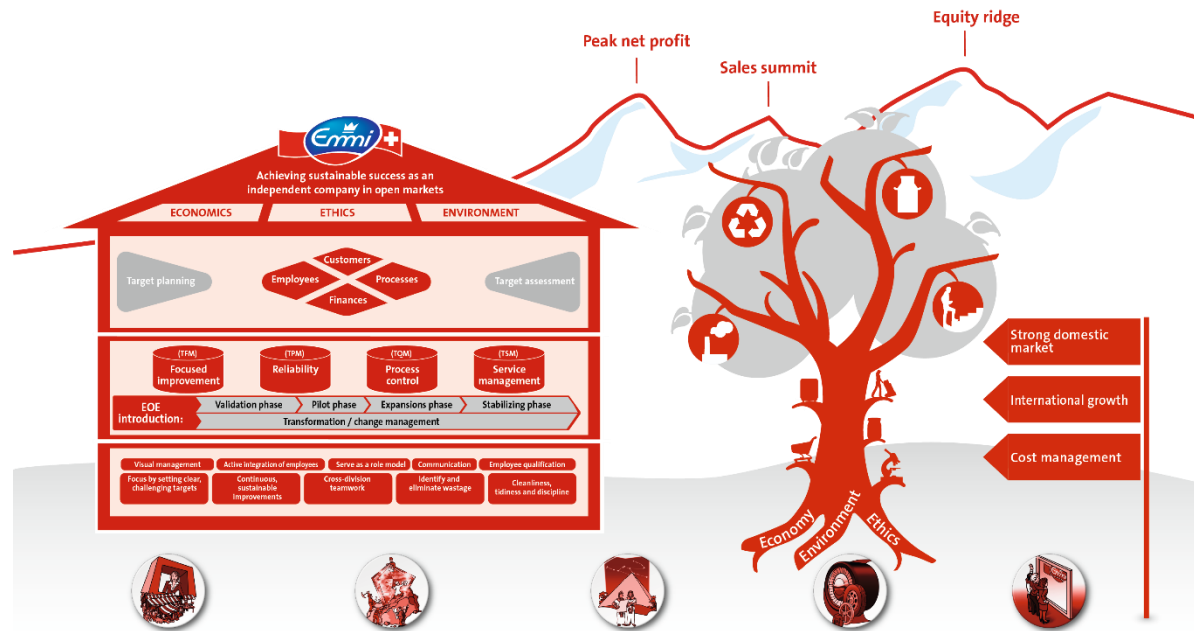 Equity ridge
Peak net profit
Sales summit
Emmi
Achieving sustainable success as an
independent company in open markets
ECONOMICS
ETHICS
ENVIRONMENT
Target planning
Customers
Employees
Processes
Finances
Target assessment
(TFM)
Focused
improvement
(TPM)
Reliability
(TQM)
Process
control
(TSM)
Service
management
EOE
introduction:
Validation phase
Pilot phase
Expansions phase
Stabilizing phase
Transformation / change management
Visual management
Active integration of employees
Serve as a role model
Communication
Employee qualification
Focus by setting clear,
challenging targets
Continuous,
sustainable
improvements
Cross-division
teamwork
Identify and
eliminate wastage
Cleanliness,
tidiness and discipline
Economy
Environment
Ethics
Strong domestic
market
International growth
Cost management